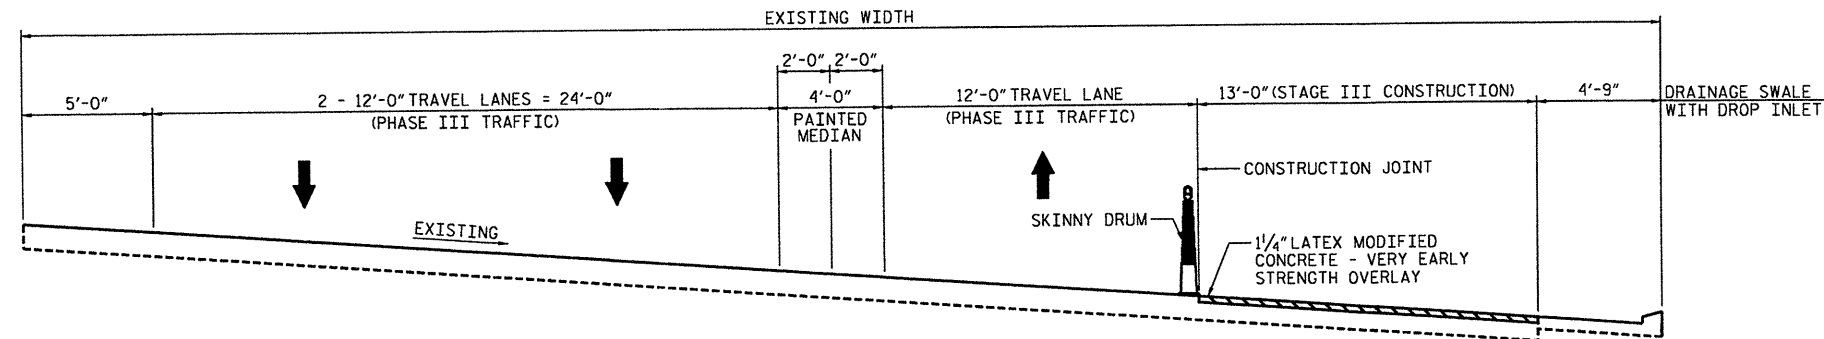 EXISTING WIDTH
2'-0" 2'-0"
5'-0"
2 - 12'-0" TRAVEL LANES = 24'-0"
(PHASE III TRAFFIC)
4'-0"
PAINTED
MEDIAN
12'-0" TRAVEL LANE
(PHASE III TRAFFIC)
13'-0" (STAGE III CONSTRUCTION)
4'-9"
DRAINAGE SWALE
WITH DROP INLET
CONSTRUCTION JOINT
SKINNY DRUM
EXISTING
1 1/4" LATEX MODIFIED
CONCRETE - VERY EARLY
STRENGTH OVERLAY